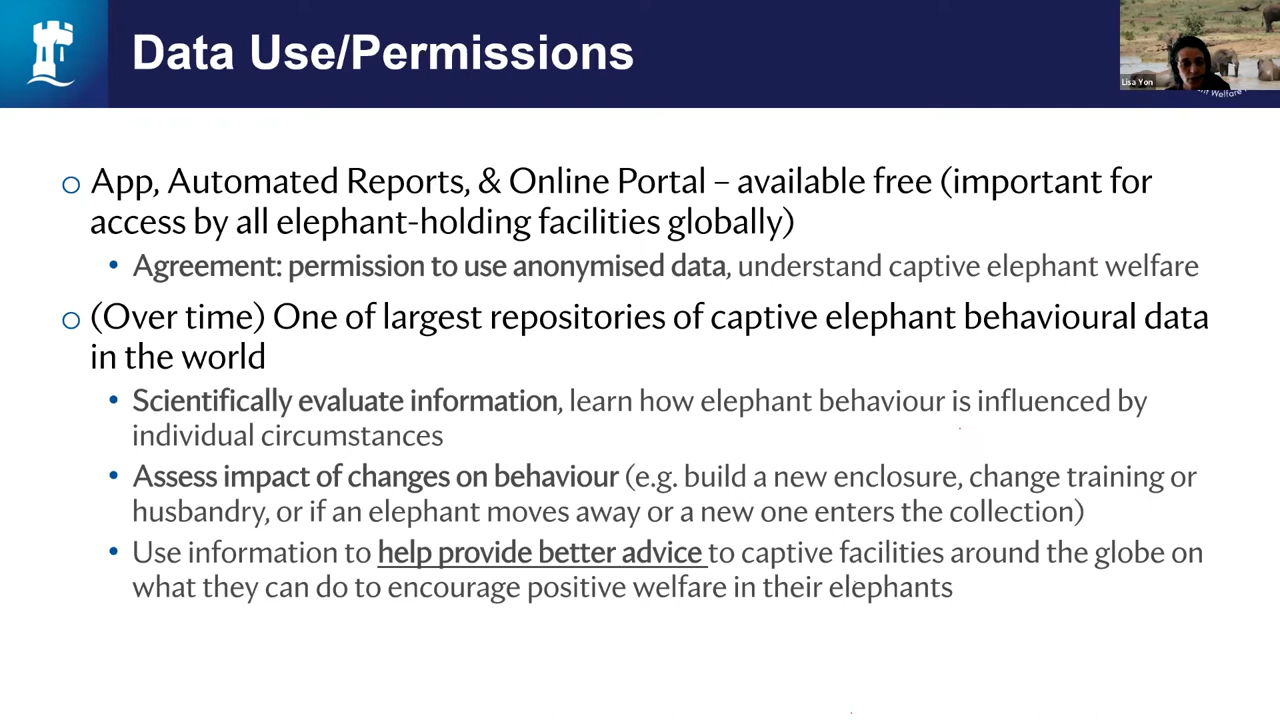 Data Use/Permissions
Lisa Yon
nt Welfare
o App, Automated Reports, & Online Portal – available free (important for
access by all elephant-holding facilities globally)
• Agreement: permission to use anonymised data, understand captive elephant welfare
o (Over time) One of largest repositories of captive elephant behavioural data
in the world
• Scientifically evaluate information, learn how elephant behaviour is influenced by
individual circumstances
• Assess impact of changes on behaviour (e.g. build a new enclosure, change training or
husbandry, or if an elephant moves away or a new one enters the collection)
• Use information to help provide better advice to captive facilities around the globe on
what they can do to encourage positive welfare in their elephants